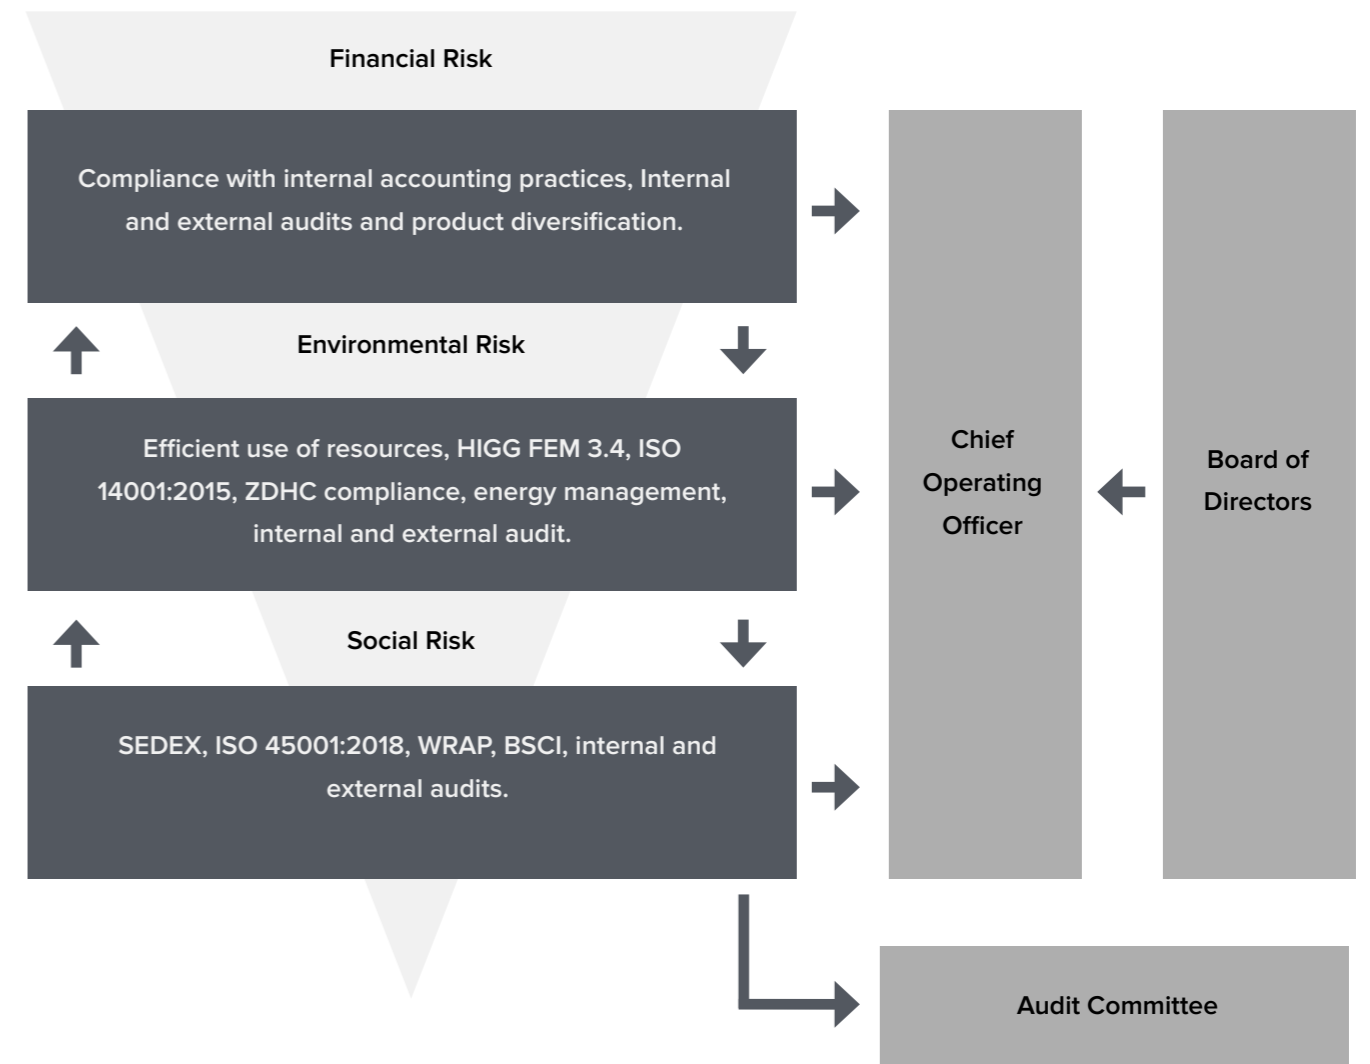 Financial Risk
Compliance with internal accounting practices, Internal
and external audits and product diversification.
Environmental Risk
Efficient use of resources, HIGG FEM 3.4, ISO
14001:2015, ZDHC compliance, energy management,
internal and external audit.
Social Risk
SEDEX, ISO 45001:2018, WRAP, BSCI, internal and
external audits.
Chief
Operating
Officer
Board of
Directors
Audit Committee